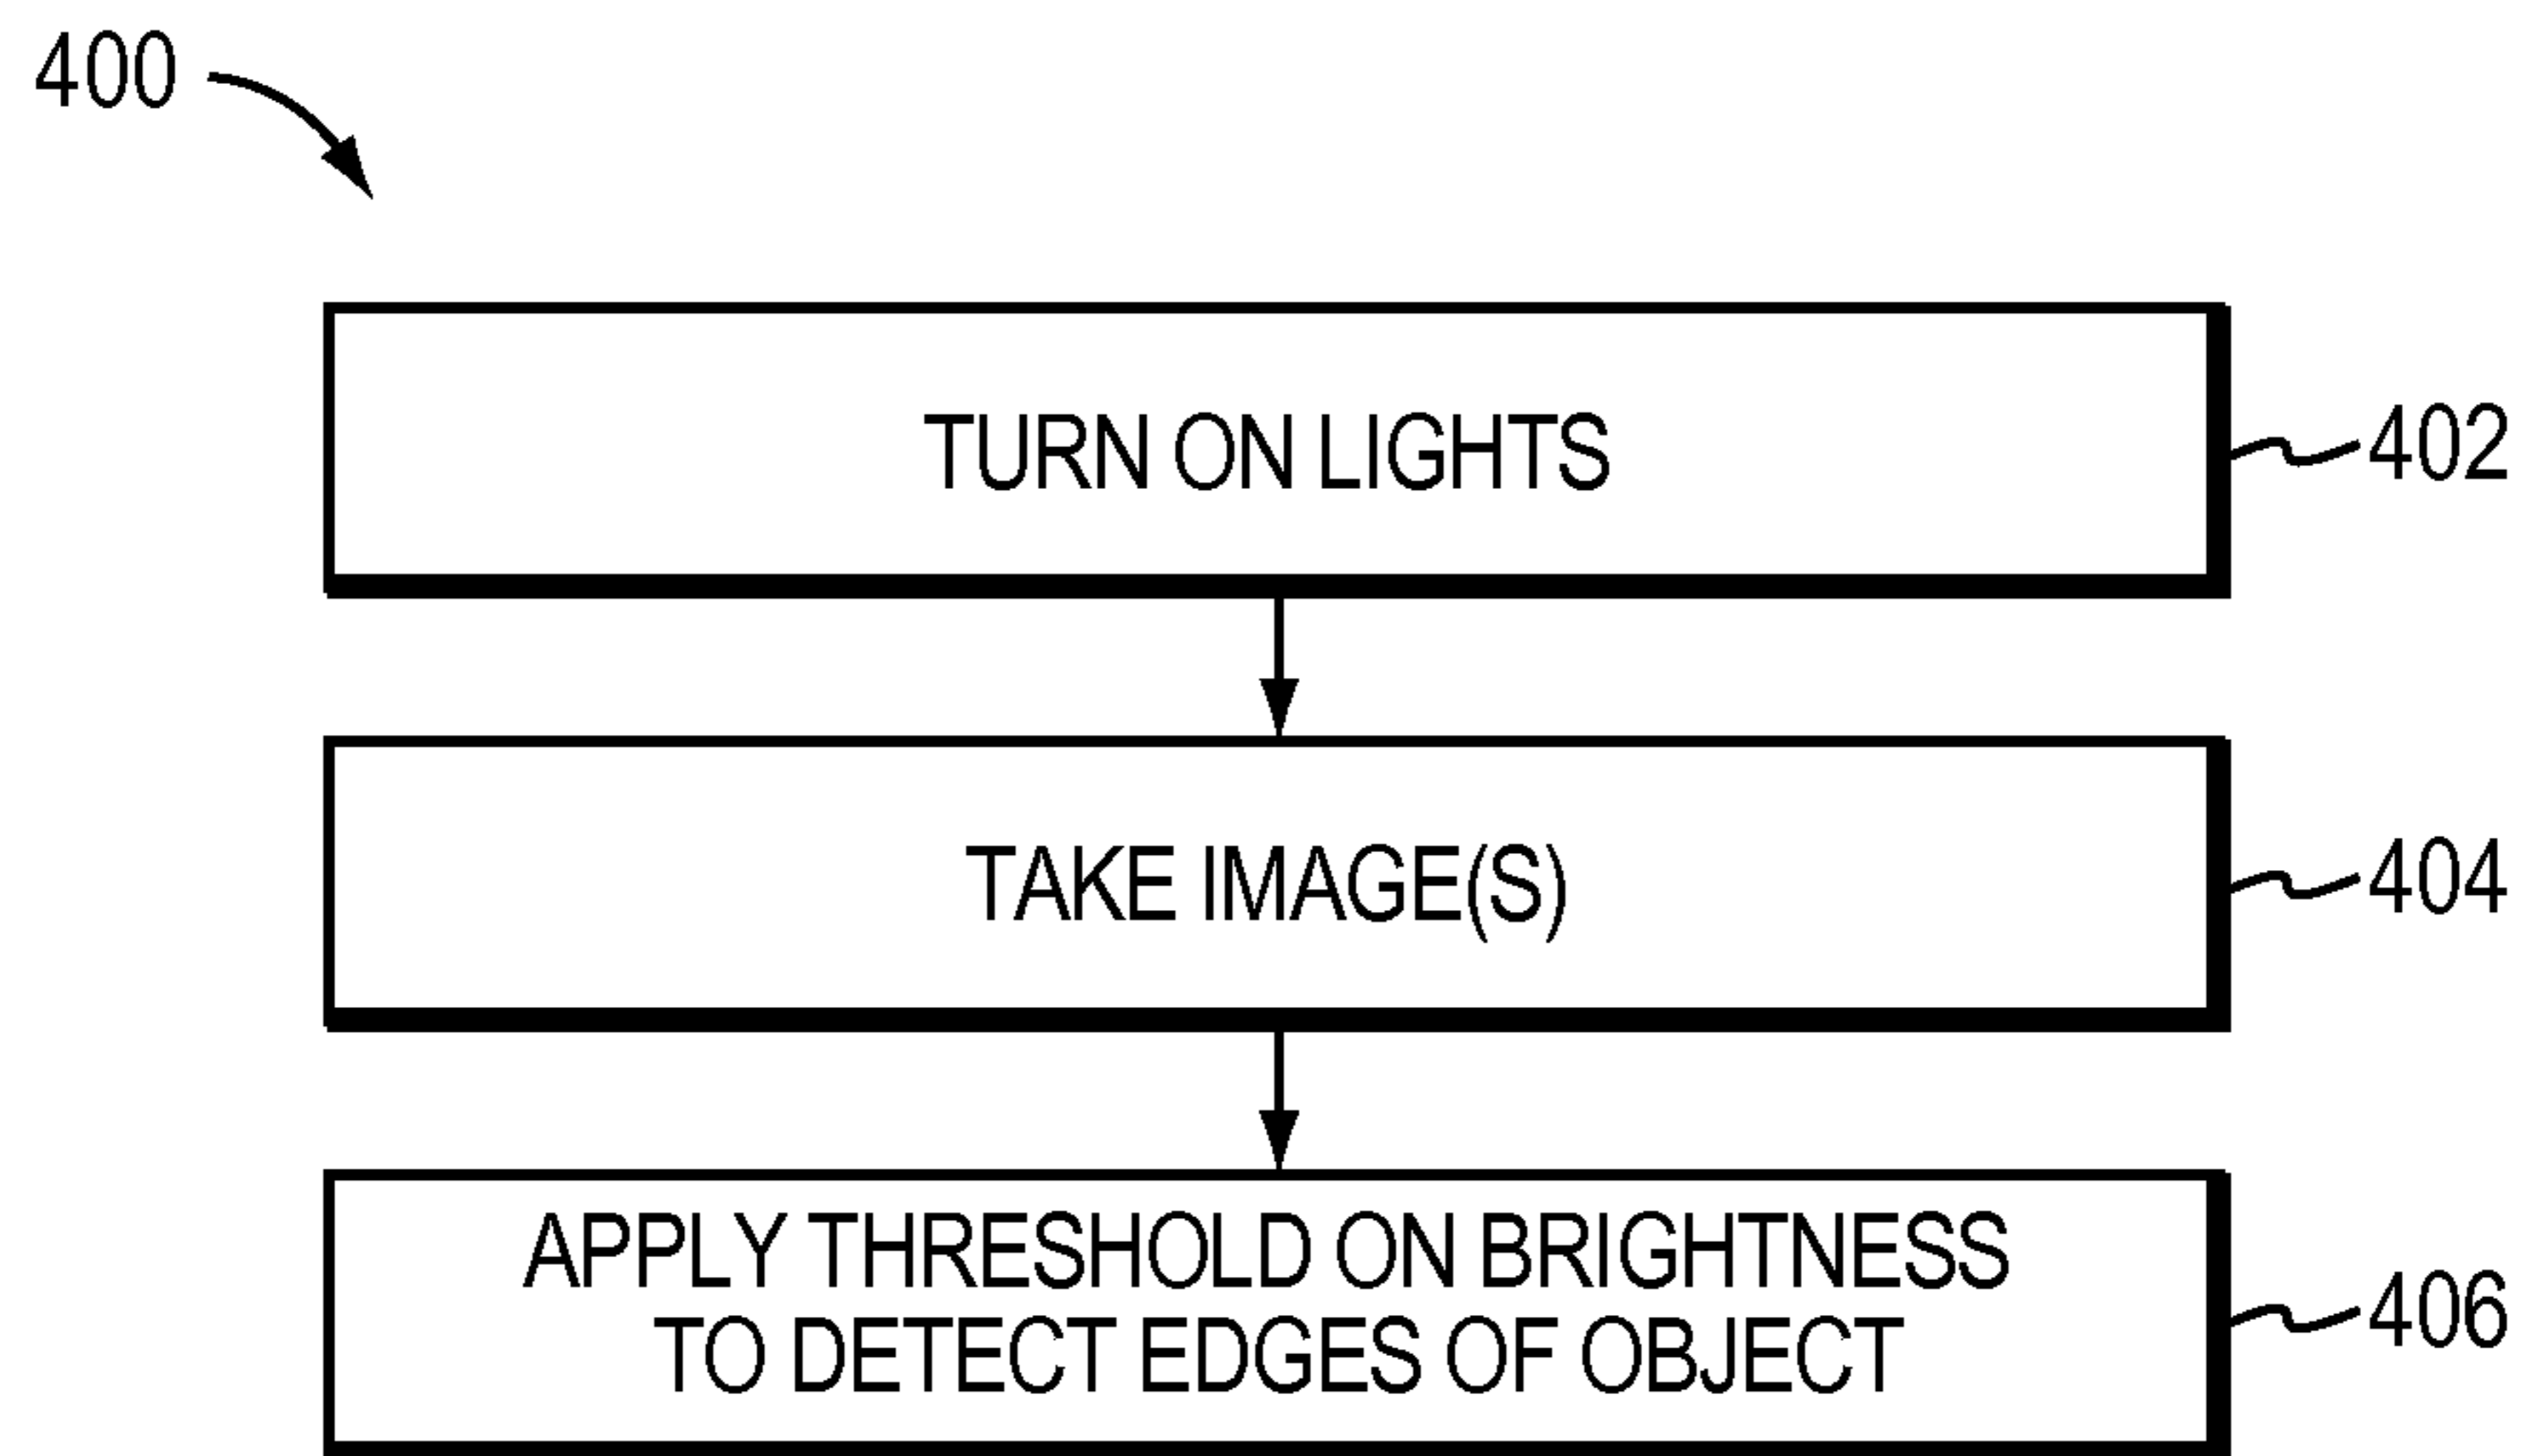 400
TURN ON LIGHTS
402
TAKE IMAGE(S)
404
APPLY THRESHOLD ON BRIGHTNESS
TO DETECT EDGES OF OBJECT
406